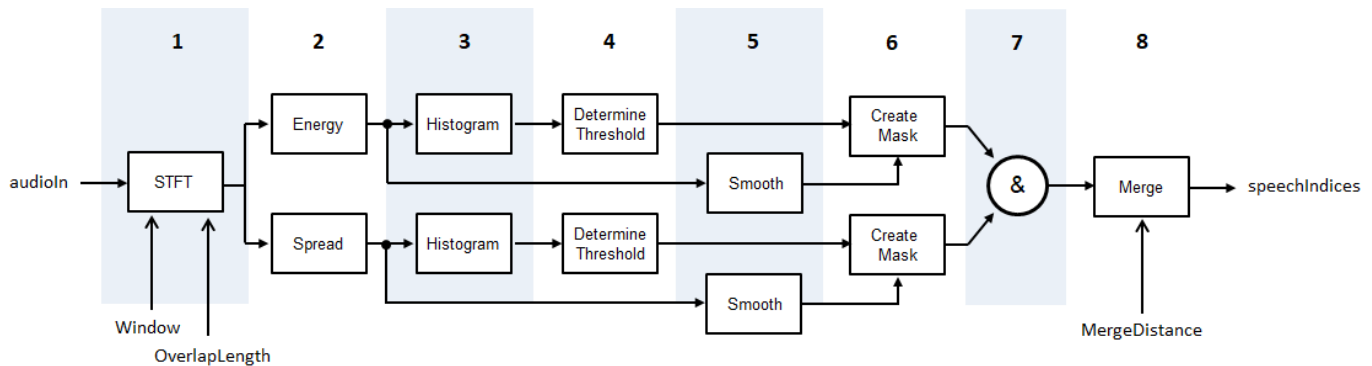 1 2 3 4 5 6 7 8
Energy
Histogram
Determine
Threshold
Create
Mask
audioIn
STFT
Smooth
&
Merge
speechIndices
Spread
Histogram
Determine
Threshold
Create
Mask
Smooth
Window
OverlapLength
MergeDistance